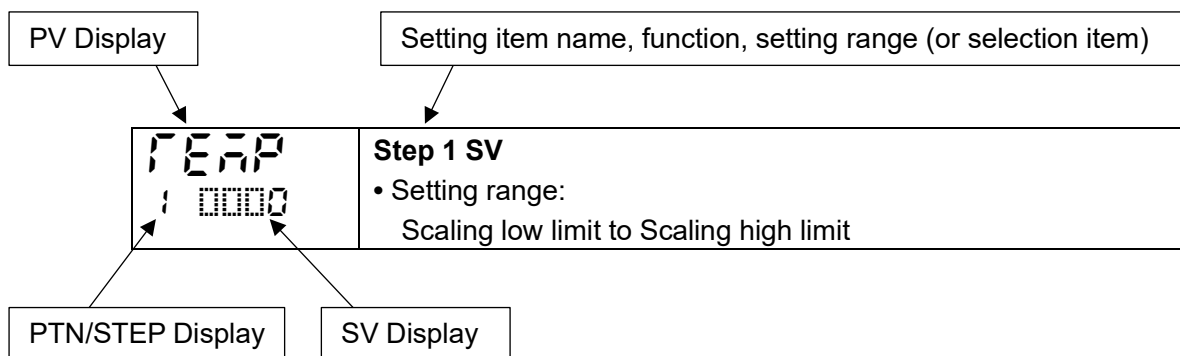 PV Display
Setting item name, function, setting range (or selection item)
TEMP
Step 1 SV
• Setting range:
1 0000
Scaling low limit to Scaling high limit
PTN/STEP Display
SV Display